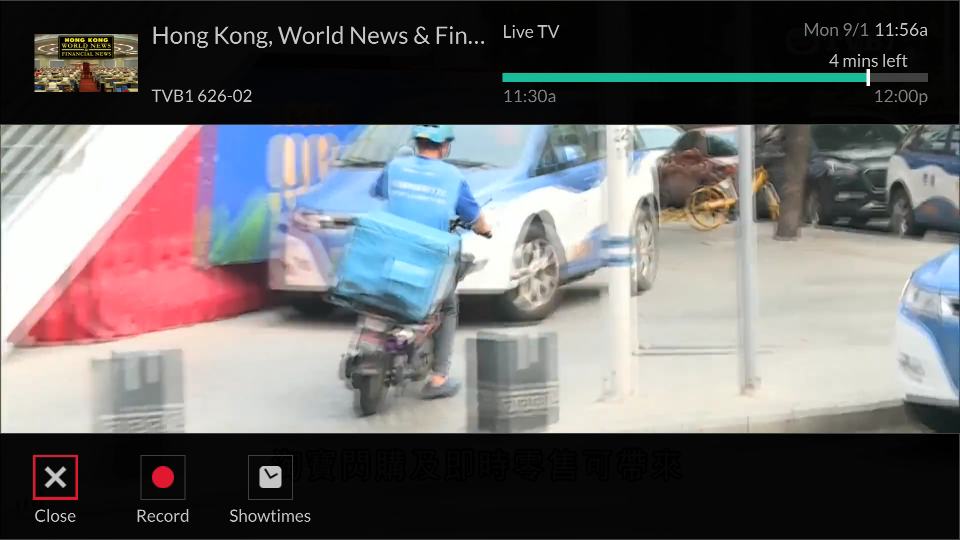 HONG KONG
WORLD NEWS
FINANCIAL NEWS
Hong Kong, World News & Fin...
TVB1 626-02
Live TV
Mon 9/1 11:56a
4 mins left
11:30a
12:00p
淘寶閃購及即時零售可帶來
Close
Record
Showtimes